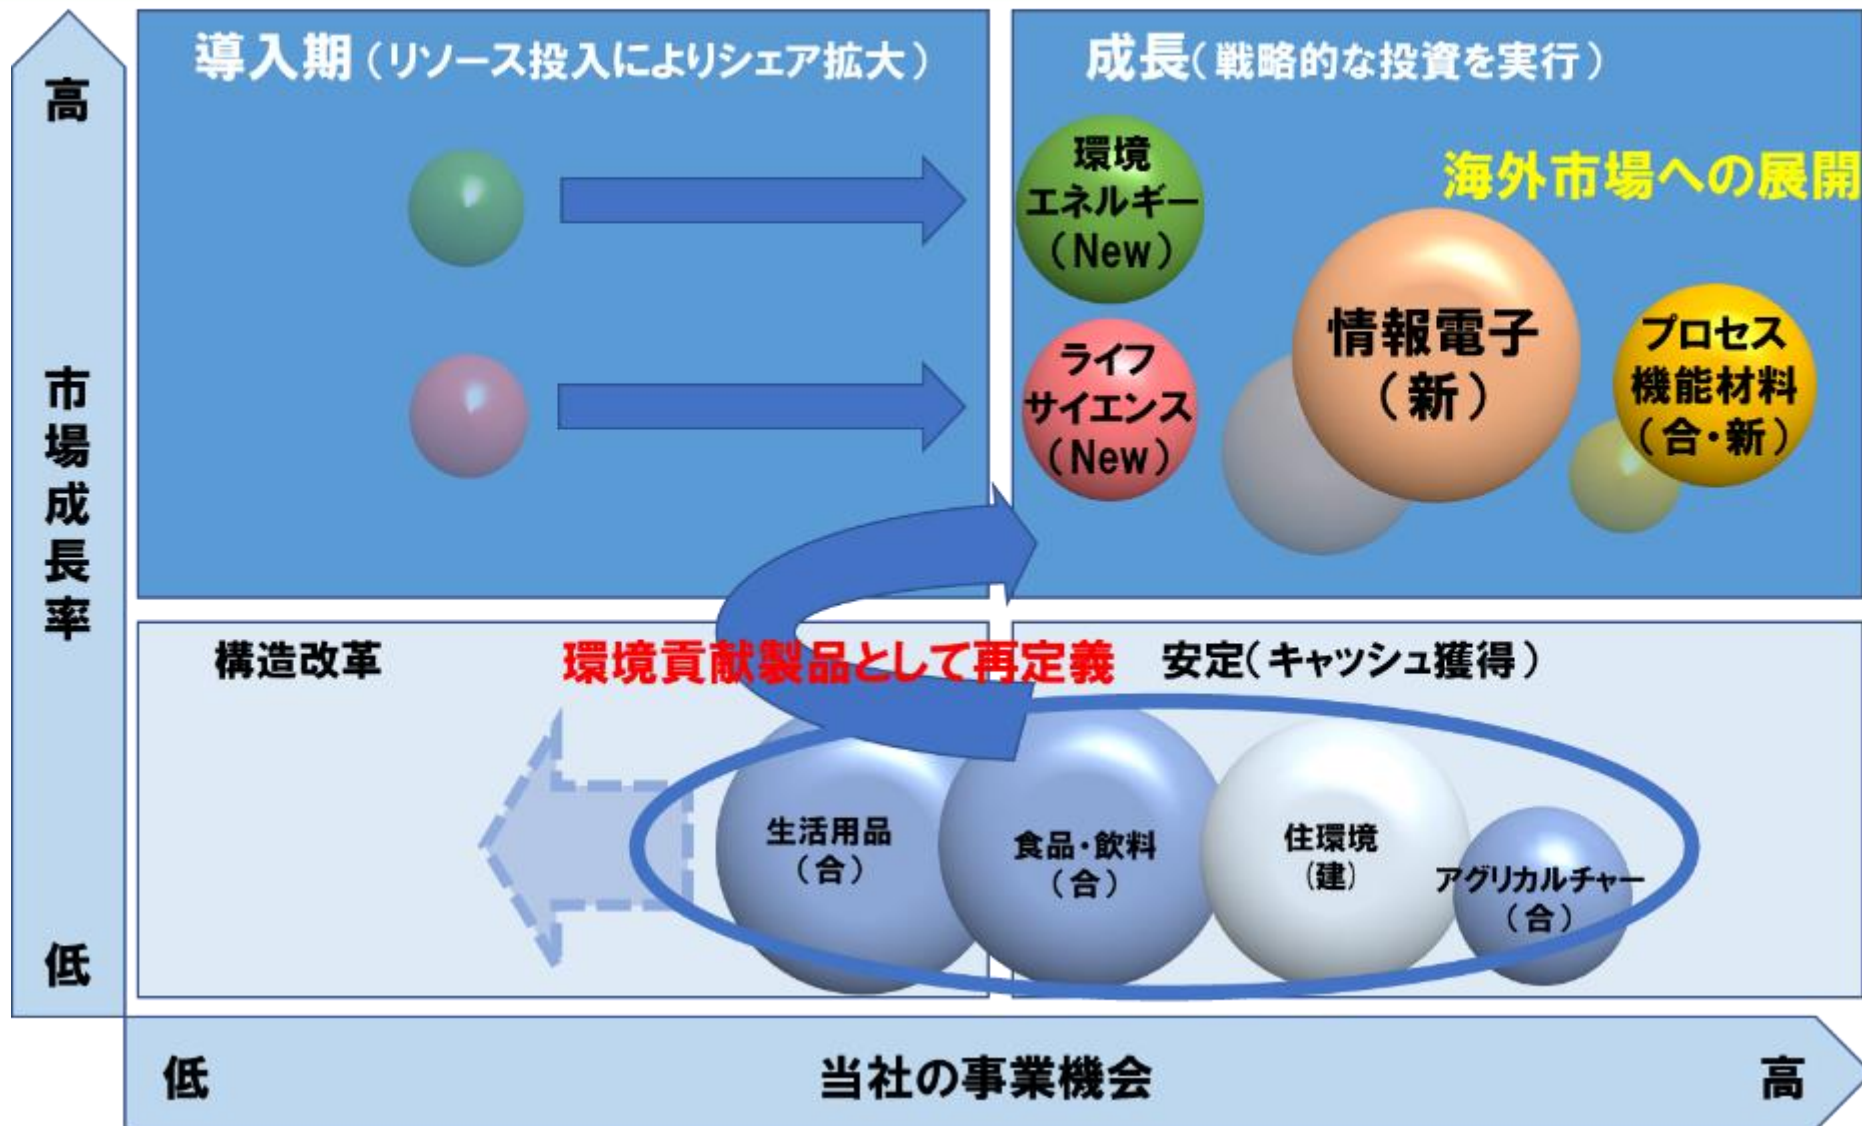 高
市場成長率
低
導入期（リソース投入によりシェア拡大）
成長（戦略的な投資を実行）
環境
エネルギー
（New）
海外市場への展開
情報電子
（新）
プロセス
機能材料
（合・新）
ライフ
サイエンス
（New）
構造改革
環境貢献製品として再定義
安定（キャッシュ獲得）
生活用品
（合）
食品・飲料
（合）
住環境
（建）
アグリカルチャー
（合）
低
当社の事業機会
高